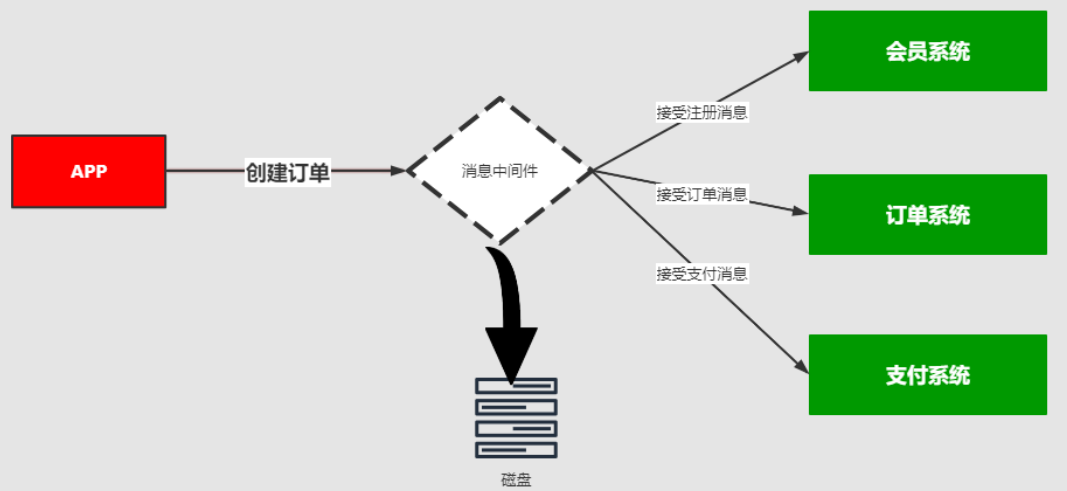 APP
创建订单
消息中间件
接受注册消息
接受订单消息
接受支付消息
会员系统
订单系统
支付系统
磁盘